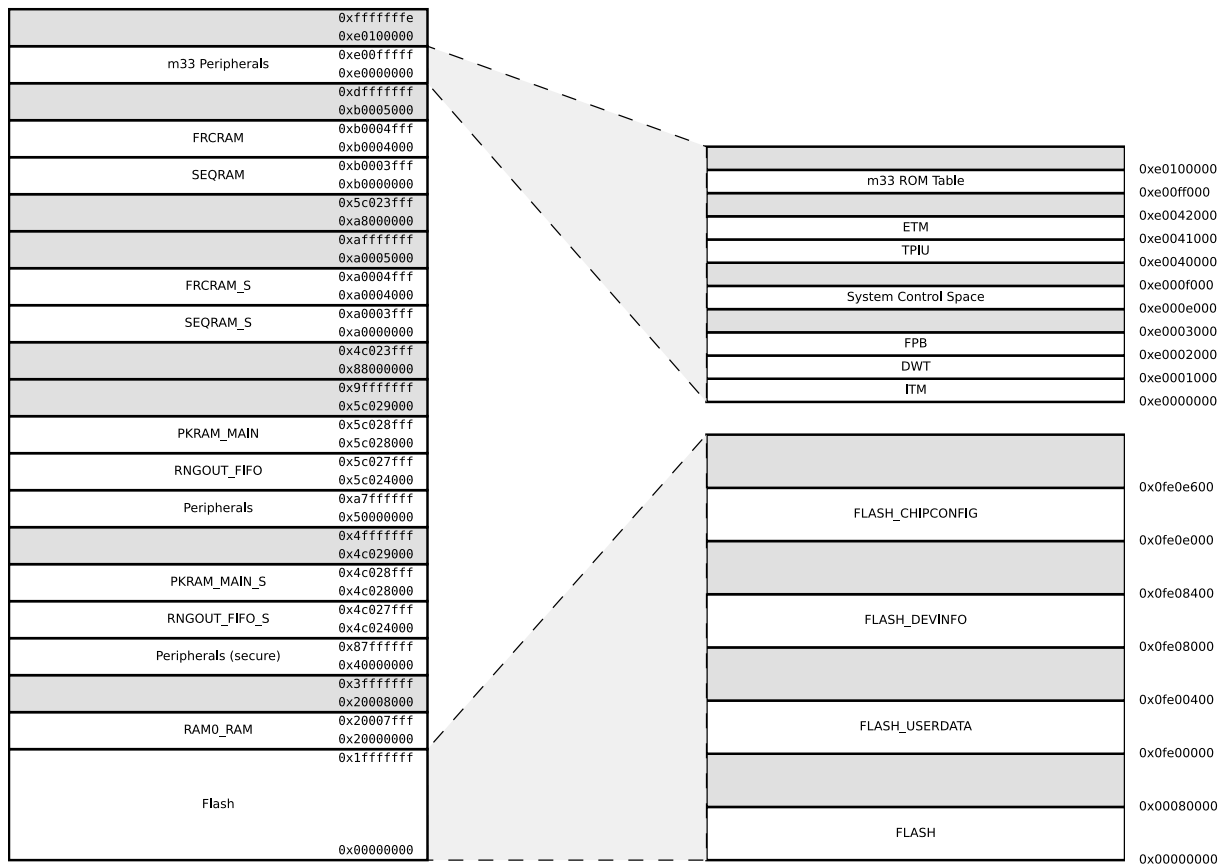 0xfffffffe
0xe0100000
m33 Peripherals
0xe00fffff
0xe0000000
0xdfffffff
0xb0005000
FRCRAM
0xb0004fff
0xb0004000
SEQRAM
0xb0003fff
0xb0000000
0x5c023fff
0xa8000000
0xafffffff
0xa0005000
FRCRAM_S
0xa0004fff
0xa0004000
SEQRAM_S
0xa0003fff
0xa0000000
0x4c023fff
0x88000000
0x9fffffff
0x5c029000
PKRAM_MAIN
0x5c028fff
0x5c028000
RNGOUT_FIFO
0x5c027fff
0x5c024000
Peripherals
0xa7ffffff
0x50000000
0x4fffffff
0x4c029000
PKRAM_MAIN_S
0x4c028fff
0x4c028000
RNGOUT_FIFO_S
0x4c027fff
0x4c024000
Peripherals (secure)
0x87ffffff
0x40000000
0x3fffffff
0x20008000
RAM0_RAM
0x20007fff
0x20000000
0x1fffffff
Flash
0x00000000
0xe0100000
m33 ROM Table
0xe00ff000
0xe0042000
ETM
0xe0041000
TPIU
0xe0040000
0xe000f000
System Control Space
0xe000e000
0xe0003000
FPB
0xe0002000
DWT
0xe0001000
ITM
0xe0000000
0x0fe0e600
FLASH_CHIPCONFIG
0x0fe0e000
0x0fe08400
FLASH_DEVINFO
0x0fe08000
0x0fe00400
FLASH_USERDATA
0x0fe00000
0x00080000
FLASH
0x00000000